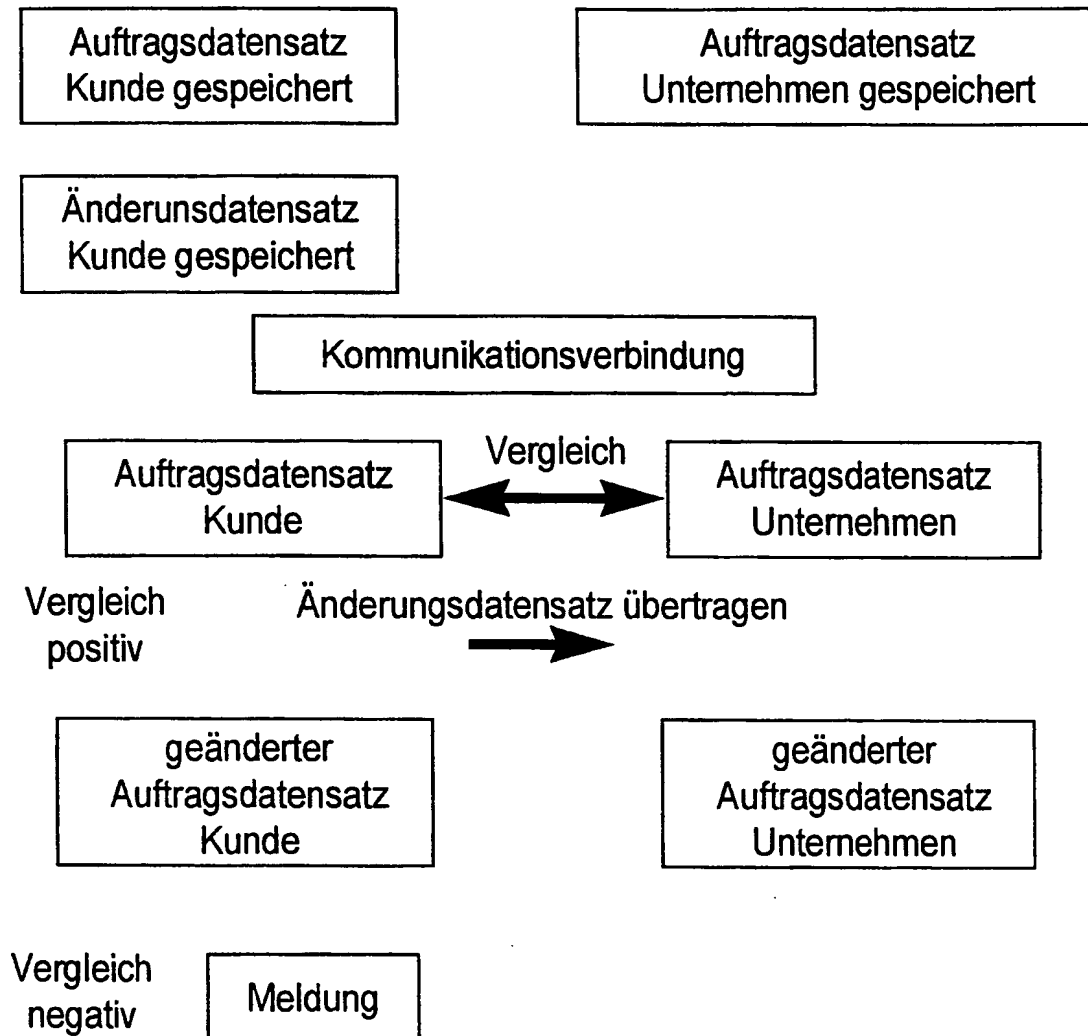 Auftragsdatensatz
Kunde gespeichert
Auftragsdatensatz
Unternehmen gespeichert
Änderunsdatensatz
Kunde gespeichert
Kommunikationsverbindung
Auftragsdatensatz
Kunde
Vergleich
Auftragsdatensatz
Unternehmen
Vergleich
positiv
Änderungsdatensatz übertragen
geänderter
Auftragsdatensatz
Kunde
geänderter
Auftragsdatensatz
Unternehmen
Vergleich
negativ
Meldung